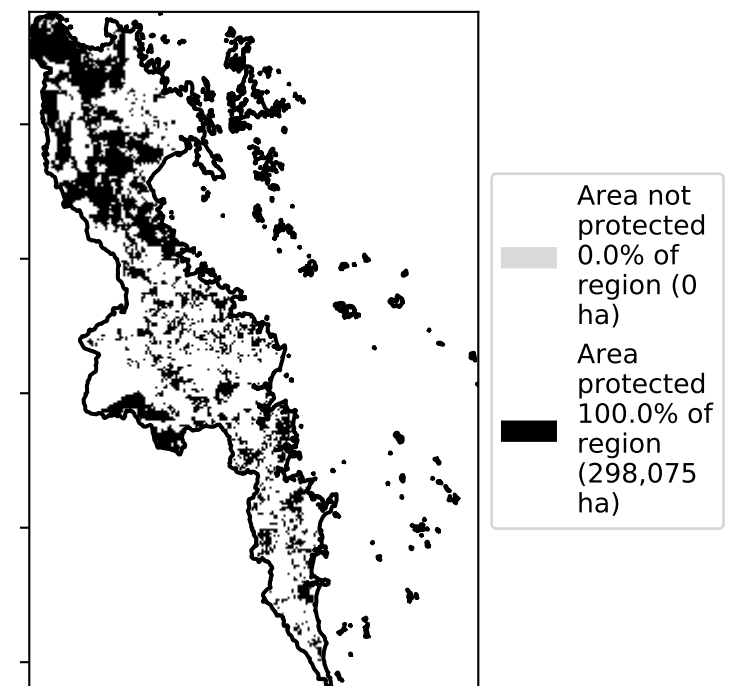 Area not
protected
0.0% of
region (0
ha)
Area
protected
100.0% of
region
(298,075
ha)